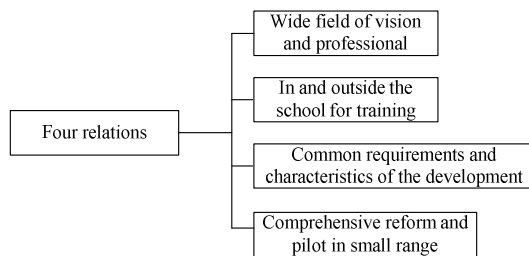 Wide field of vision
and professional
In and outside the
school for training
Four relations
Common requirements and
characteristics of the development
Comprehensive reform and
pilot in small range